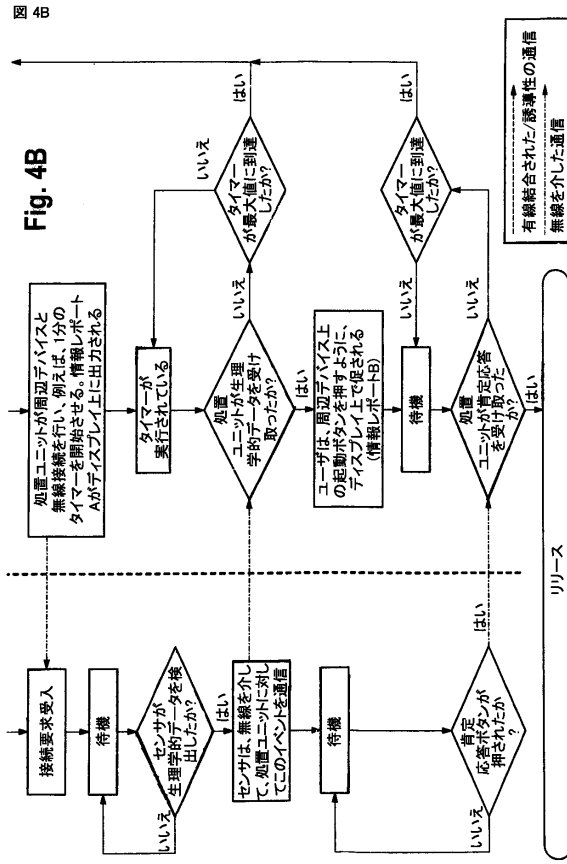 図 4B
Fig. 4B
処置ユニットが周辺デバイスと
無線接続を行い、例えば、1分の
タイマーを開始させる。情報レポート
Aがディスプレイ上に出力される
接続要求受入
タイマーが
実行されている
いいえ
タイマー
が最大値に到達
したか?
はい
待機
センサが
生理学的データを検
出したか?
いいえ
はい
処置
ユニットが生理
学的データを受け
取ったか?
いいえ
はい
センサは、無線を介し
て、処置ユニットに対し
てこのイベントを通信
ユーザは、周辺デバイス上
の起動ボタンを押すように、
ディスプレイ上で促される
(情報レポートB)
待機
待機
いいえ
タイマー
が最大値に到達
したか?
はい
肯定
応答ボタンが
押されたか
?
いいえ
はい
処置
ユニットが肯定応答
を受け取った
か?
いいえ
はい
リリース
有線結合された/誘導性の通信
無線を介した通信